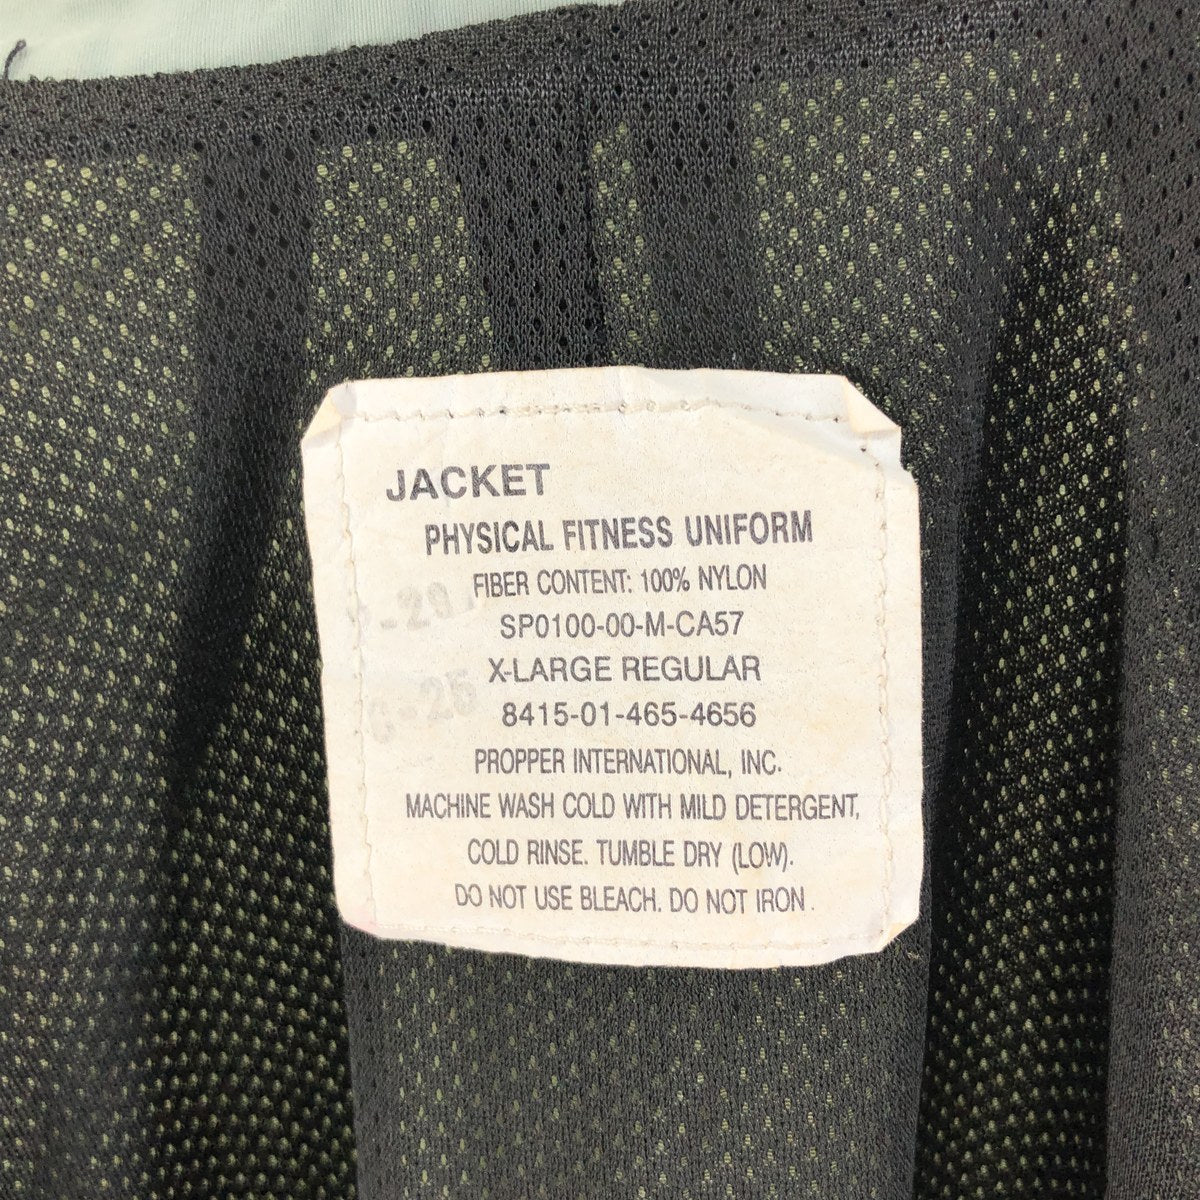 JACKET
PHYSICAL FITNESS UNIFORM
FIBER CONTENT: 100% NYLON
SP0100-00-M-CA57
X-LARGE REGULAR
8415-01-465-4656
PROPPER INTERNATIONAL, INC.
MACHINE WASH COLD WITH MILD DETERGENT,
COLD RINSE. TUMBLE DRY (LOW).
DO NOT USE BLEACH. DO NOT IRON.